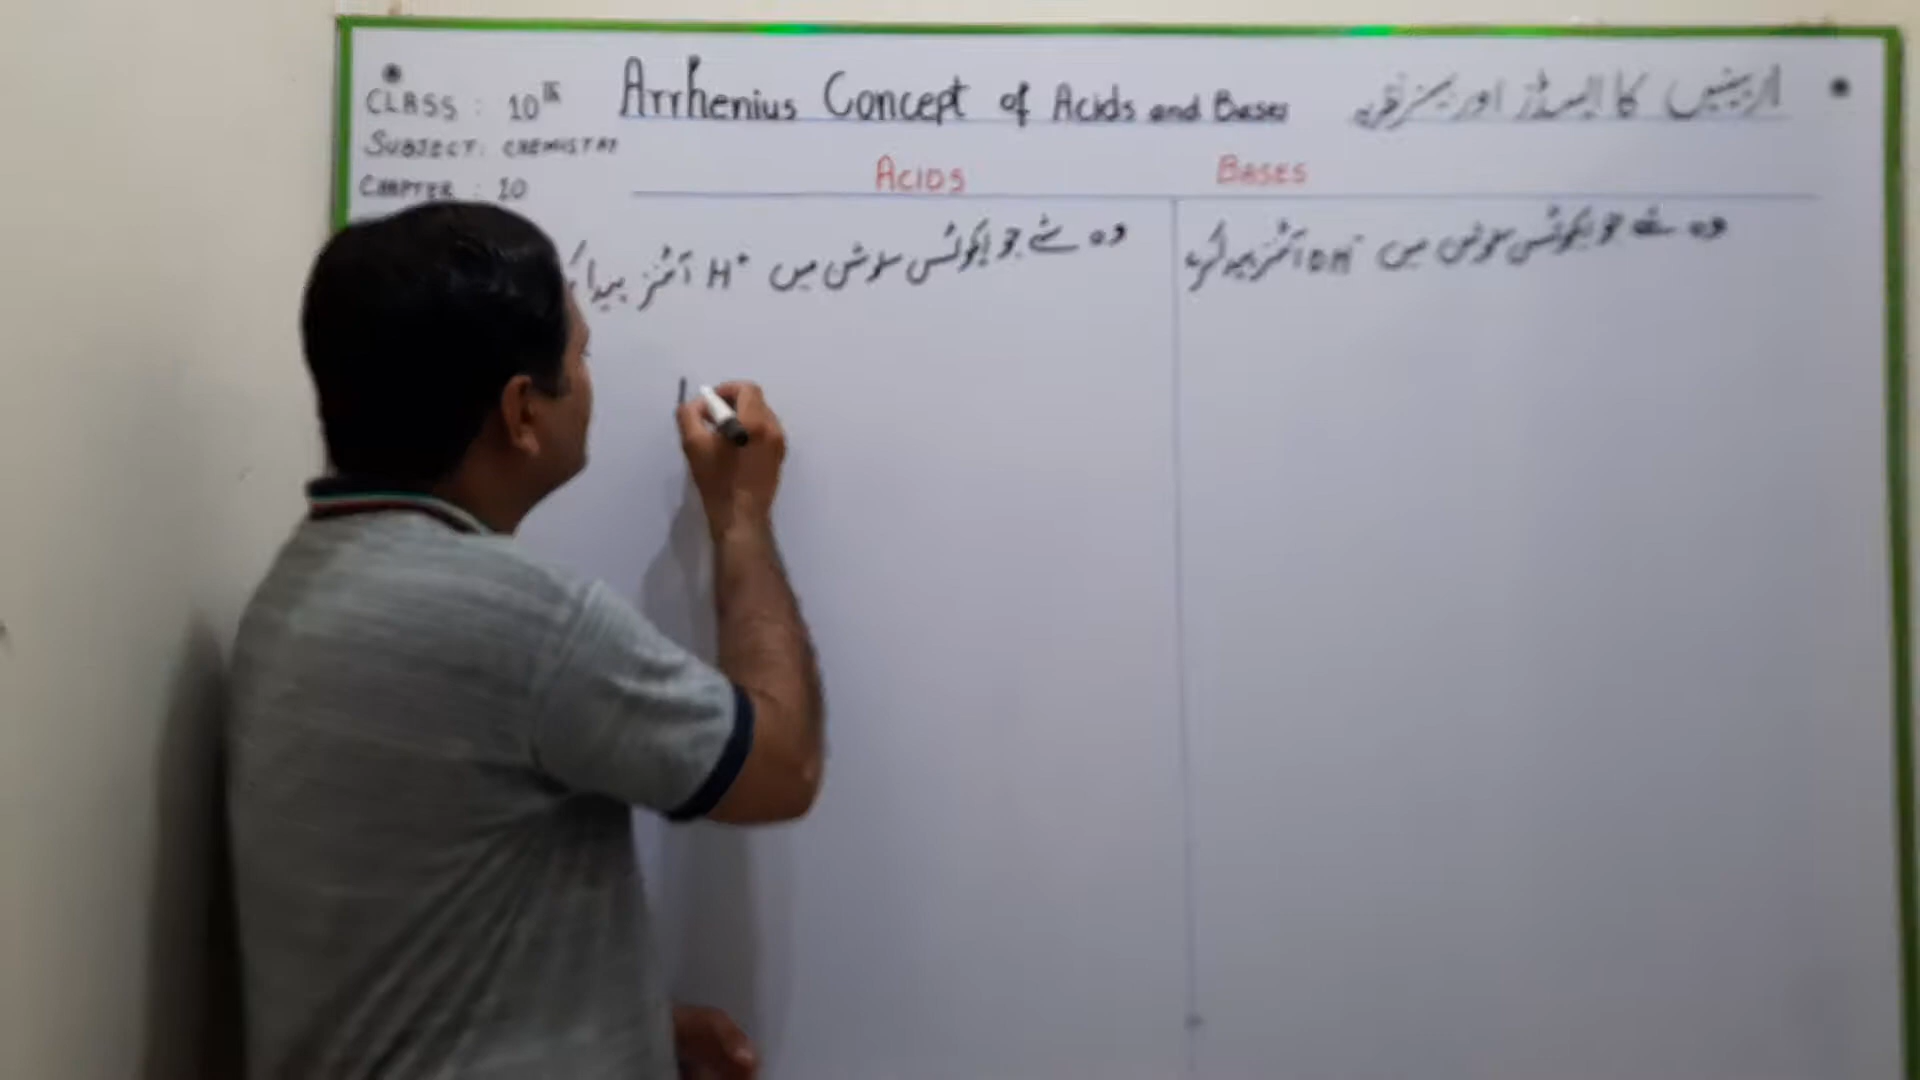 CLASS : 10th
SUBJECT: CHEMISTRY
CHAPTER : 10
Arrhenius Concept of Acids and Bases
ارہینیس کا ایسڈز اور بیسز نظریہ
ACIDS
BASES
وہ شے جو ایکوئس سلوشن میں H⁺ آئنز پیدا
وہ شے جو ایکوئس سلوشن میں OH⁻ آئنز پیدا کرے